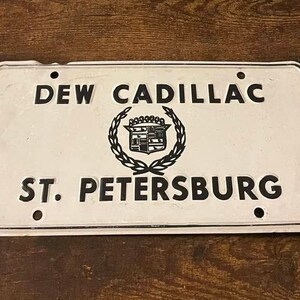 DEW CADILLAC
ST. PETERSBURG